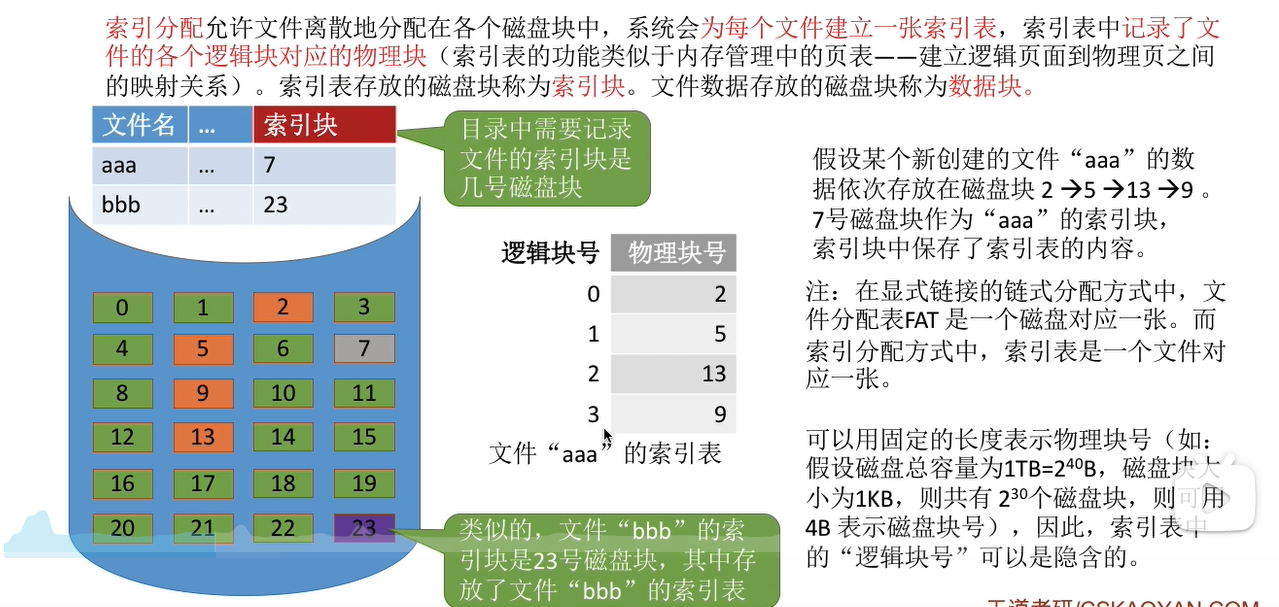 索引分配允许文件离散地分配在各个磁盘块中，系统会为每个文件建立一张索引表，索引表中记录了文
件的各个逻辑块对应的物理块（索引表的功能类似于内存管理中的页表——建立逻辑页面到物理页之间
的映射关系）。索引表存放的磁盘块称为索引块。文件数据存放的磁盘块称为数据块。
文件名 ... 索引块
aaa ... 7
bbb ... 23
目录中需要记录
文件的索引块是
几号磁盘块
0 1 2 3
4 5 6 7
8 9 10 11
12 13 14 15
16 17 18 19
20 21 22 23
逻辑块号 物理块号
0 2
1 5
2 13
3 9
文件“aaa”的索引表
类似的，文件“bbb”的索
引块是23号磁盘块，其中存
放了文件“bbb”的索引表
假设某个新创建的文件“aaa”的数
据依次存放在磁盘块 2 →5 →13 →9 。
7号磁盘块作为“aaa”的索引块，
索引块中保存了索引表的内容。
注：在显式链接的链式分配方式中，文
件分配表FAT 是一个磁盘对应一张。而
索引分配方式中，索引表是一个文件对
应一张。
可以用固定的长度表示物理块号（如：
假设磁盘总容量为1TB=2⁴⁰B，磁盘块大
小为1KB，则共有 2³⁰个磁盘块，则可用
4B 表示磁盘块号），因此，索引表中
的“逻辑块号”可以是隐含的。
王道考研/CSKAOYAN.COM